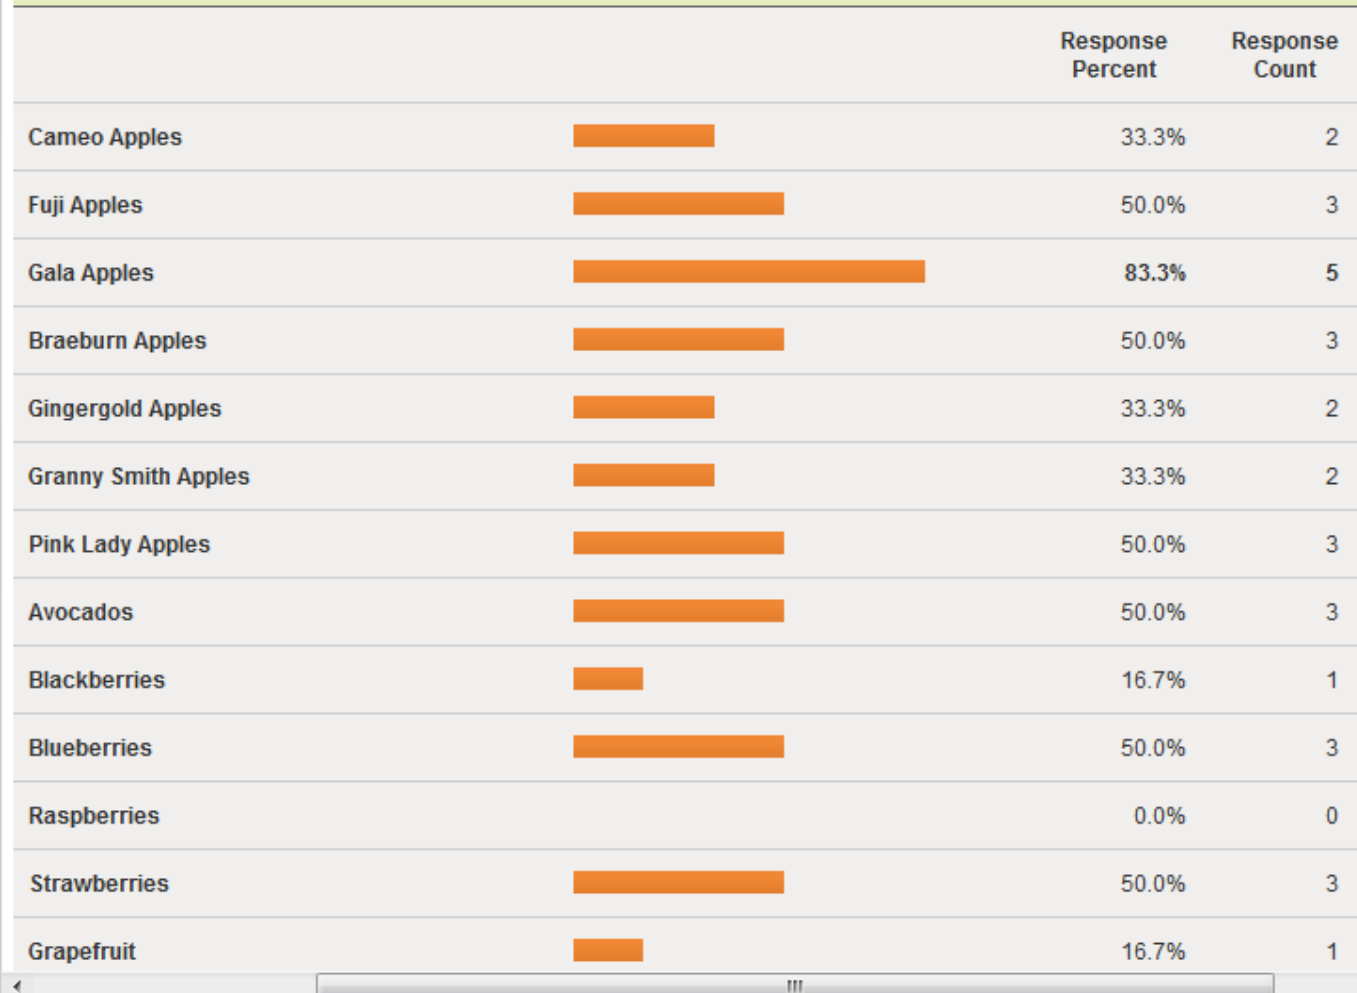 Response Percent Response Count
Cameo Apples 33.3% 2
Fuji Apples 50.0% 3
Gala Apples 83.3% 5
Braeburn Apples 50.0% 3
Gingergold Apples 33.3% 2
Granny Smith Apples 33.3% 2
Pink Lady Apples 50.0% 3
Avocados 50.0% 3
Blackberries 16.7% 1
Blueberries 50.0% 3
Raspberries 0.0% 0
Strawberries 50.0% 3
Grapefruit 16.7% 1